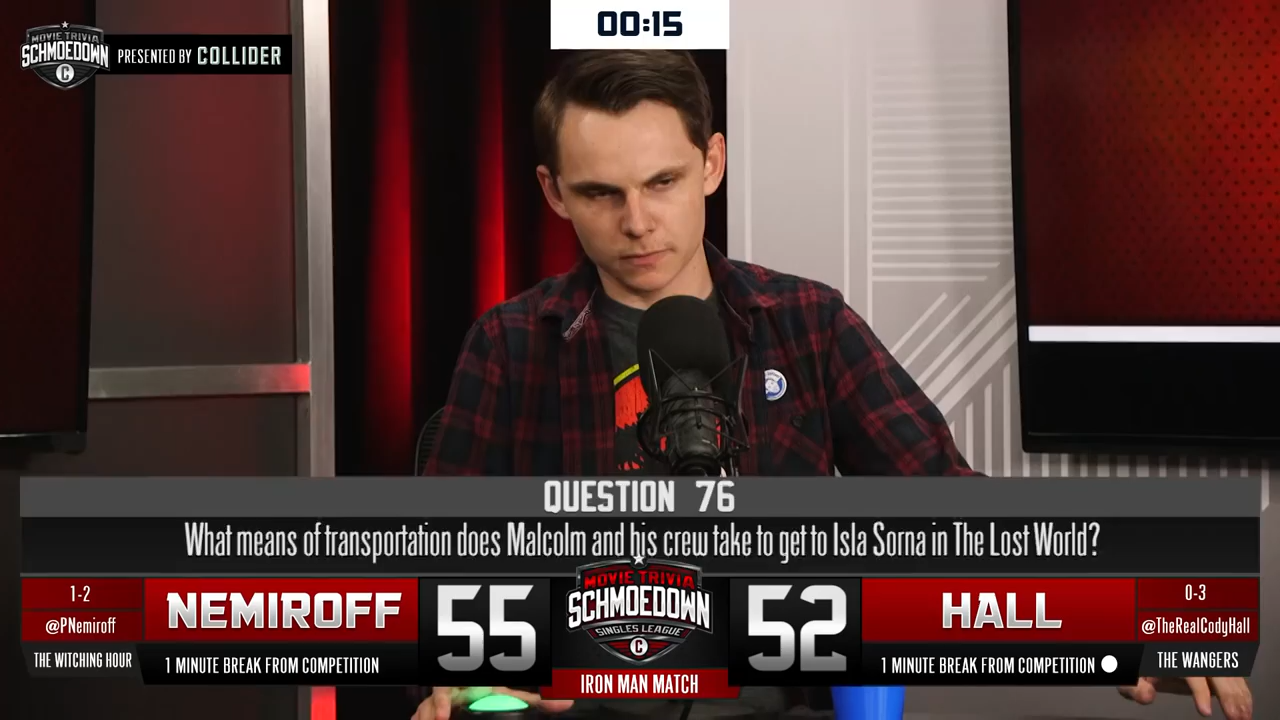 00:15
MOVIE TRIVIA
SCHMOEDOWN
C
PRESENTED BY COLLIDER
QUESTION 76
What means of transportation does Malcolm and his crew take to get to Isla Sorna in The Lost World?
1-2
@PNemiroff
THE WITCHING HOUR
NEMIROFF
1 MINUTE BREAK FROM COMPETITION
55
MOVIE TRIVIA
SCHMOEDOWN
SINGLES LEAGUE
C
IRON MAN MATCH
52
HALL
1 MINUTE BREAK FROM COMPETITION
0-3
@TheRealCodyHall
THE WANGERS